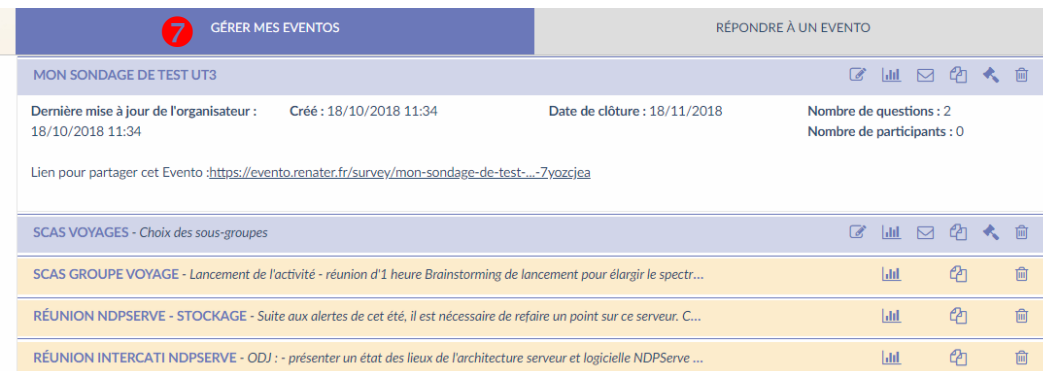 7 GÉRER MES EVENTOS RÉPONDRE À UN EVENTO
MON SONDAGE DE TEST UT3
Dernière mise à jour de l'organisateur : Créé : 18/10/2018 11:34 Date de clôture : 18/11/2018 Nombre de questions : 2
18/10/2018 11:34 Nombre de participants : 0
Lien pour partager cet Evento :https://evento.renater.fr/survey/mon-sondage-de-test-...-7yozcjea
SCAS VOYAGES - Choix des sous-groupes
SCAS GROUPE VOYAGE - Lancement de l'activité - réunion d'1 heure Brainstorming de lancement pour élargir le spectr...
RÉUNION NDPSERVE - STOCKAGE - Suite aux alertes de cet été, il est nécessaire de refaire un point sur ce serveur. C...
RÉUNION INTERCATI NDPSERVE - ODJ : - présenter un état des lieux de l'architecture serveur et logicielle NDPServe ...